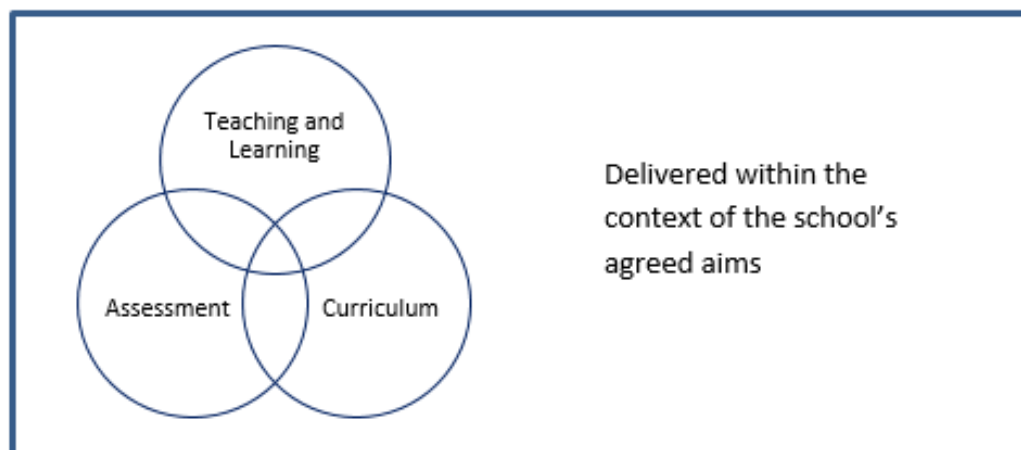 Teaching and
Learning
Assessment
Curriculum
Delivered within the
context of the school’s
agreed aims